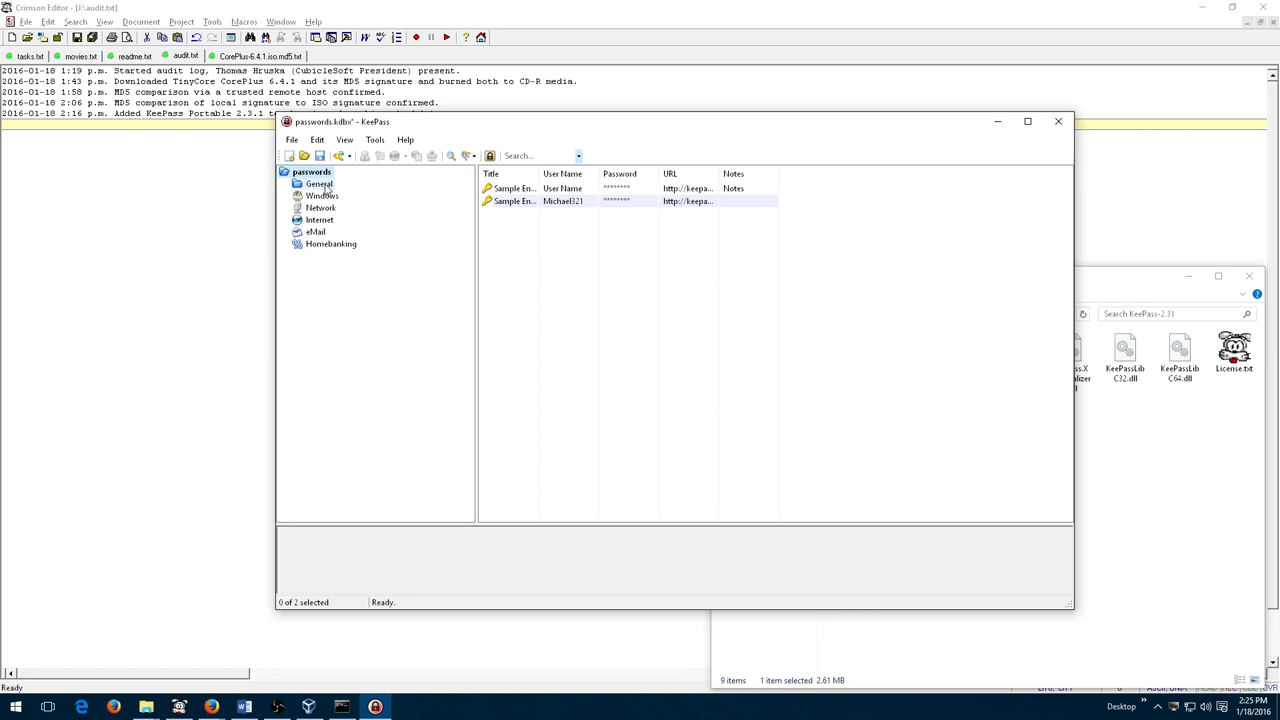 Crimson Editor - [J:\audit.txt]
File Edit Search View Document Project Tools Macros Window Help
tasks.txt movies.txt readme.txt audit.txt CorePlus-6.4.1.iso.md5.txt
2016-01-18 1:19 p.m. Started audit log, Thomas Hruska (CubicleSoft President) present.
2016-01-18 1:43 p.m. Downloaded TinyCore CorePlus 6.4.1 and its MD5 signature and burned both to CD-R media.
2016-01-18 1:58 p.m. MD5 comparison via a trusted remote host confirmed.
2016-01-18 2:06 p.m. MD5 comparison of local signature to ISO signature confirmed.
2016-01-18 2:16 p.m. Added KeePass Portable 2.3.1 t
passwords.kdbx* - KeePass
File Edit View Tools Help
Search...
passwords
General
Windows
Network
Internet
eMail
Homebanking
Title User Name Password URL Notes
Sample En... User Name ******** http://keepa... Notes
Sample En... Michael321 ******** http://keepa...
0 of 2 selected Ready.
Search KeePass-2.31
ss.X
alizer
ll
KeePassLib
C32.dll
KeePassLib
C64.dll
License.txt
9 items 1 item selected 2.61 MB
Ready
Desktop
2:25 PM
1/18/2016